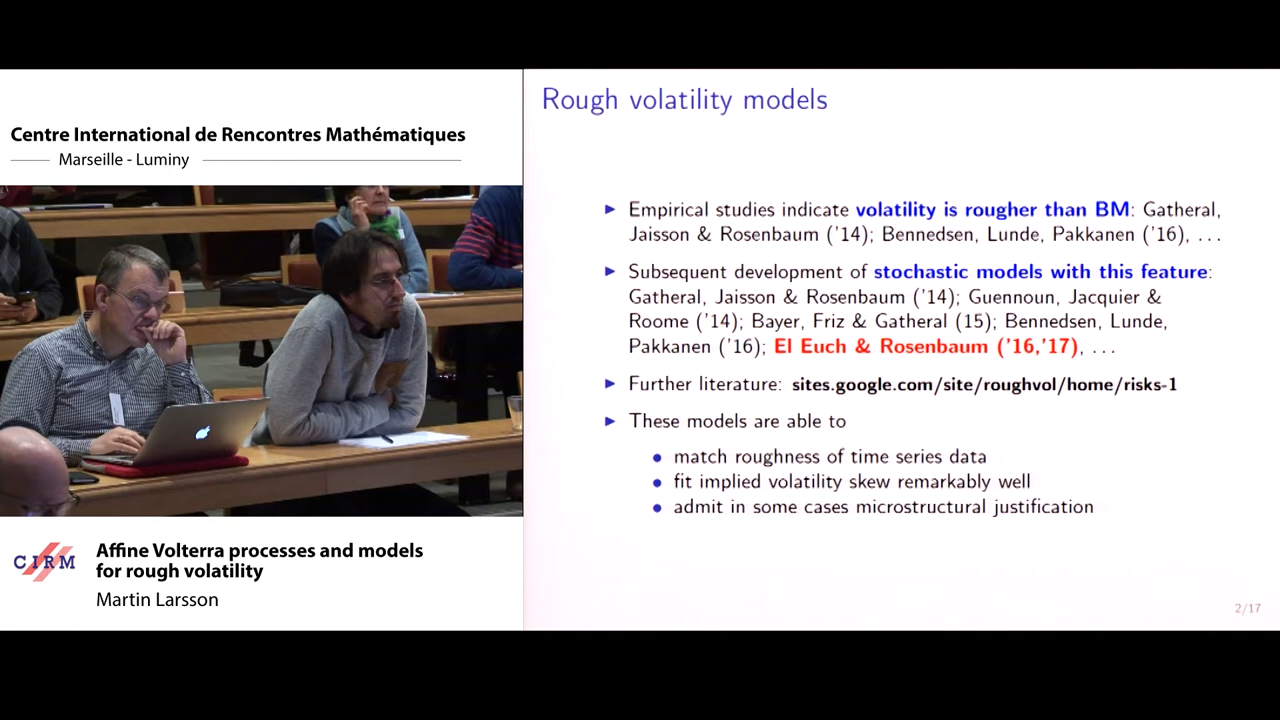 Centre International de Rencontres Mathématiques
Marseille - Luminy
CIRM
Affine Volterra processes and models
for rough volatility
Martin Larsson
Rough volatility models
► Empirical studies indicate volatility is rougher than BM: Gatheral,
Jaisson & Rosenbaum ('14); Bennedsen, Lunde, Pakkanen ('16), ...
► Subsequent development of stochastic models with this feature:
Gatheral, Jaisson & Rosenbaum ('14); Guennoun, Jacquier &
Roome ('14); Bayer, Friz & Gatheral (15); Bennedsen, Lunde,
Pakkanen ('16); El Euch & Rosenbaum ('16,'17), ...
► Further literature: sites.google.com/site/roughvol/home/risks-1
► These models are able to
● match roughness of time series data
● fit implied volatility skew remarkably well
● admit in some cases microstructural justification
2/17